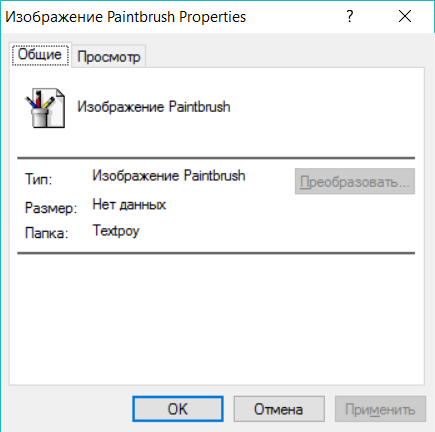 Изображение Paintbrush Properties
? 
Общие Просмотр
Изображение Paintbrush
Тип: Изображение Paintbrush Преобразовать...
Размер: Нет данных
Папка: Textpoy
OK Отмена Применить